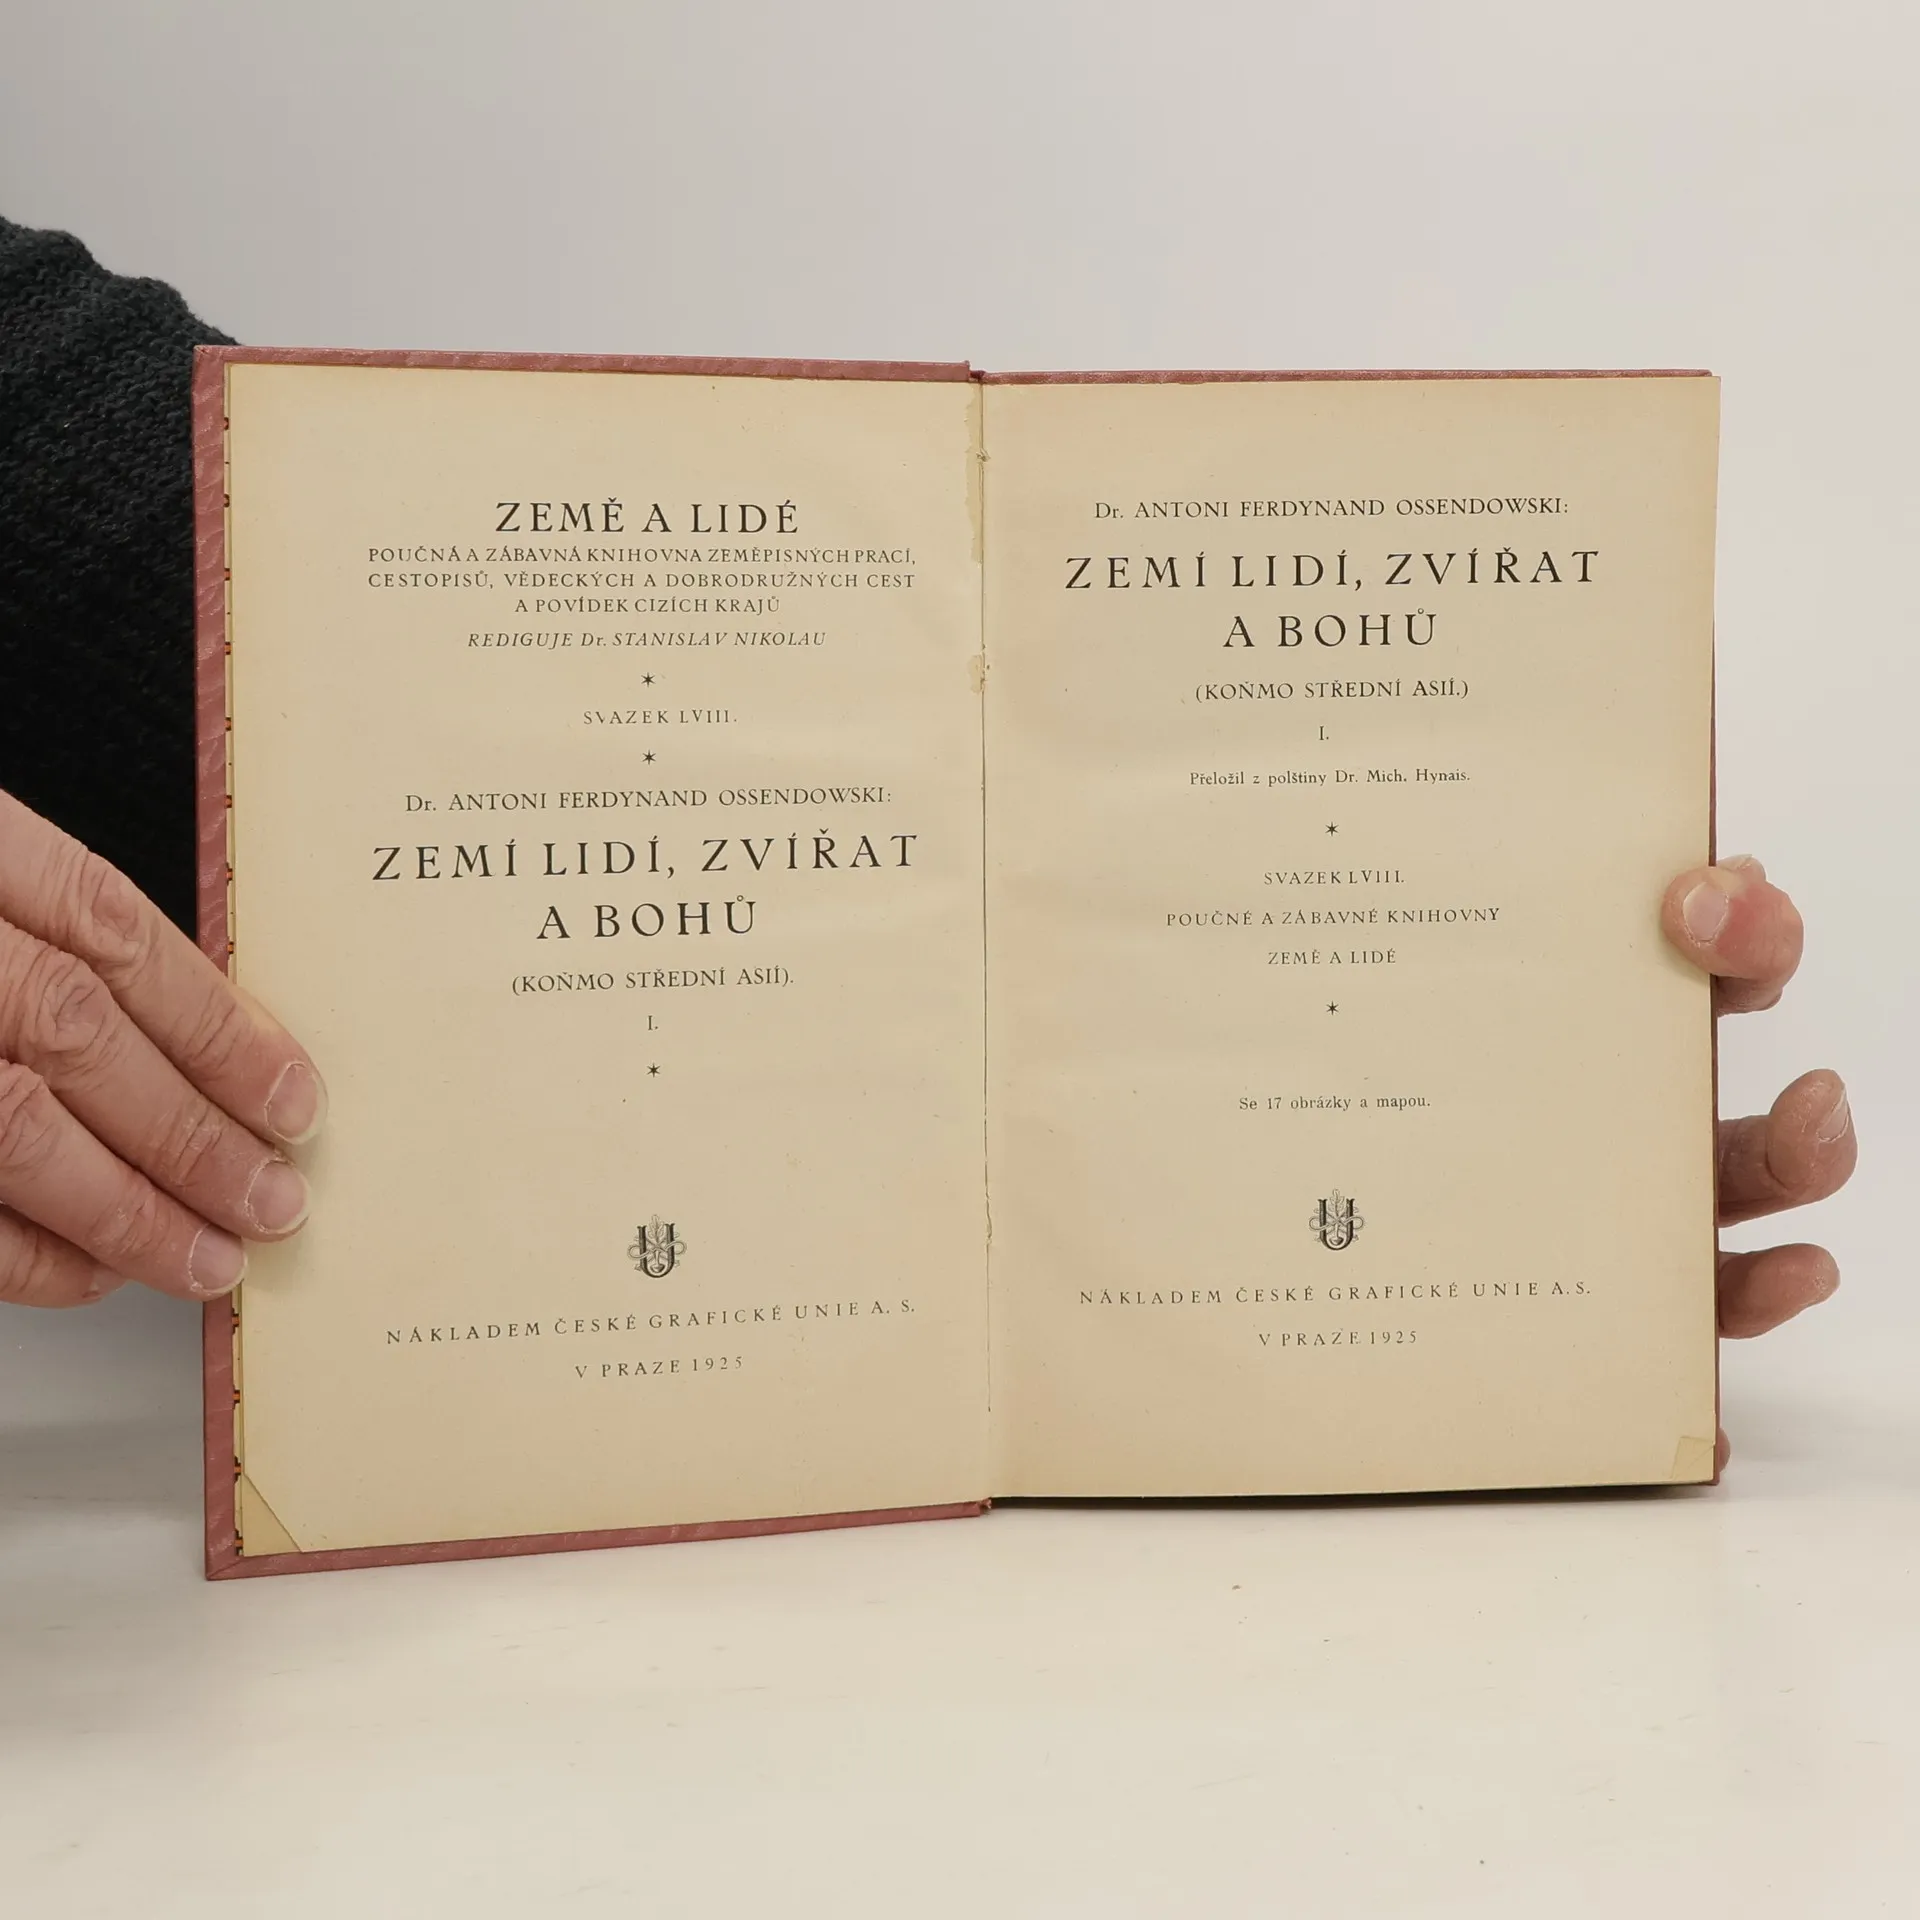 ZEMĚ A LIDÉ
POUČNÁ A ZÁBAVNÁ KNIHOVNA ZEMĚPISNÝCH PRACÍ,
CESTOPISŮ, VĚDECKÝCH A DOBRODRUŽNÝCH CEST
A POVÍDEK CIZÍCH KRAJŮ
REDIGUJE Dr. STANISLAV NIKOLAU
*
SVAZEK LVIII.
*
Dr. ANTONI FERDYNAND OSSENDOWSKI:
ZEMÍ LIDÍ, ZVÍŘAT
A BOHŮ
(KOŇMO STŘEDNÍ ASIÍ).
I.
*
U
NÁKLADEM ČESKÉ GRAFICKÉ UNIE A. S.
V PRAZE 1925
Dr. ANTONI FERDYNAND OSSENDOWSKI:
ZEMÍ LIDÍ, ZVÍŘAT
A BOHŮ
(KOŇMO STŘEDNÍ ASIÍ.)
I.
Přeložil z polštiny Dr. Mich. Hynais.
*
SVAZEK LVIII.
POUČNÉ A ZÁBAVNÉ KNIHOVNY
ZEMĚ A LIDÉ
*
Se 17 obrázky a mapou.
U
NÁKLADEM ČESKÉ GRAFICKÉ UNIE A. S.
V PRAZE 1925